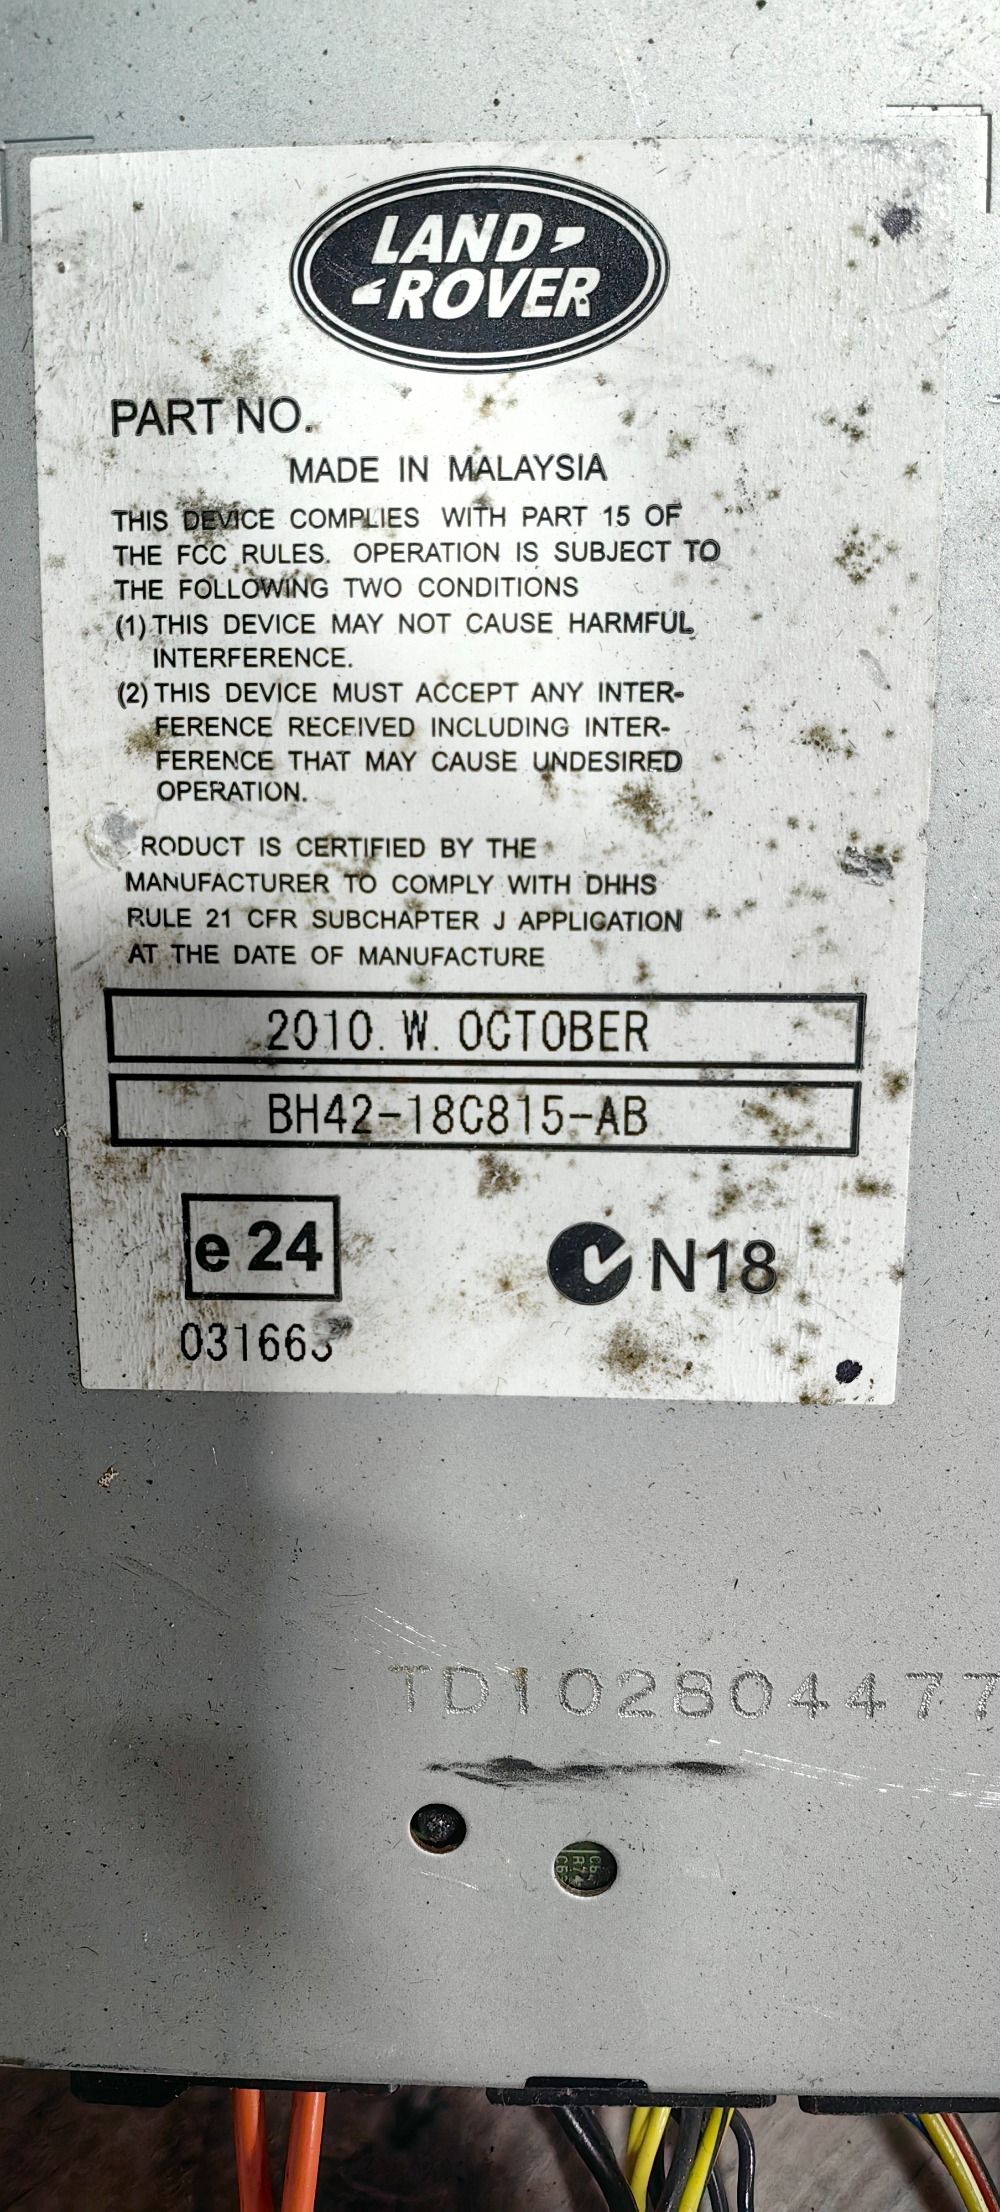 LAND
ROVER
PART NO.
MADE IN MALAYSIA
THIS DEVICE COMPLIES WITH PART 15 OF
THE FCC RULES. OPERATION IS SUBJECT TO
THE FOLLOWING TWO CONDITIONS
(1) THIS DEVICE MAY NOT CAUSE HARMFUL
INTERFERENCE.
(2) THIS DEVICE MUST ACCEPT ANY INTER-
FERENCE RECEIVED INCLUDING INTER-
FERENCE THAT MAY CAUSE UNDESIRED
OPERATION.
RODUCT IS CERTIFIED BY THE
MANUFACTURER TO COMPLY WITH DHHS
RULE 21 CFR SUBCHAPTER J APPLICATION
AT THE DATE OF MANUFACTURE
2010. W. OCTOBER
BH42-18C815-AB
e 24
N18
TD102804477